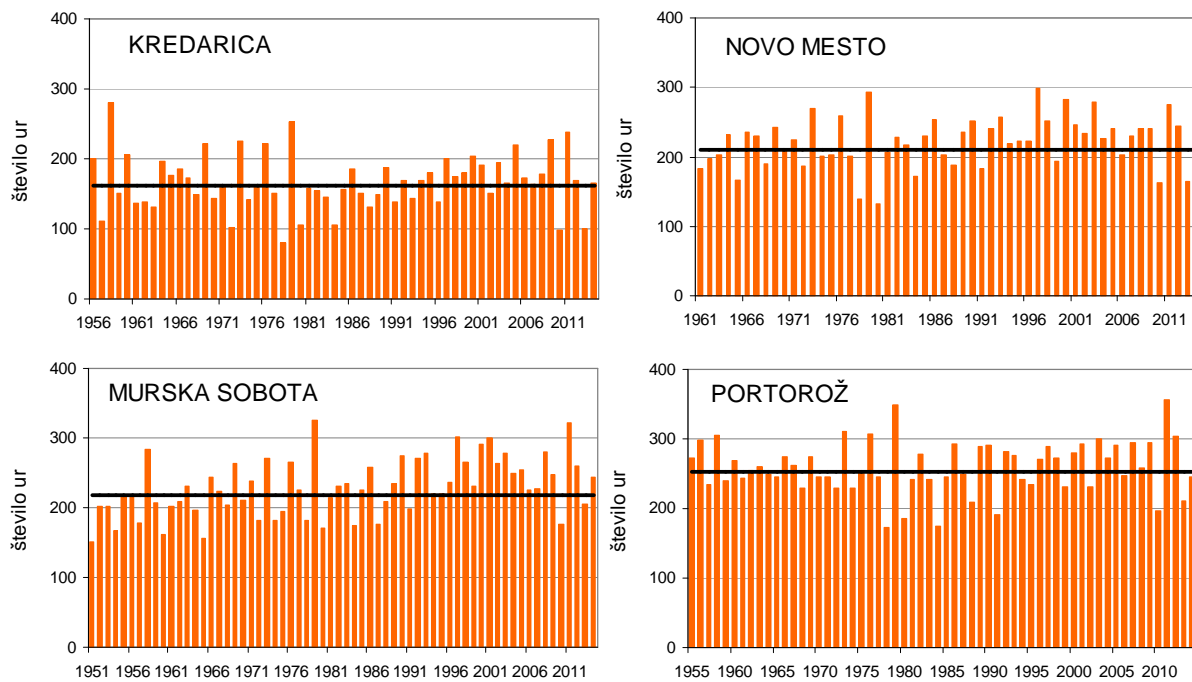 KREDARICA
število ur
400
300
200
100
0
1956 1961 1966 1971 1976 1981 1986 1991 1996 2001 2006 2011
NOVO MESTO
število ur
400
300
200
100
0
1961 1966 1971 1976 1981 1986 1991 1996 2001 2006 2011
MURSKA SOBOTA
število ur
400
300
200
100
0
1951 1956 1961 1966 1971 1976 1981 1986 1991 1996 2001 2006 2011
PORTOROŽ
število ur
400
300
200
100
0
1955 1960 1965 1970 1975 1980 1985 1990 1995 2000 2005 2010